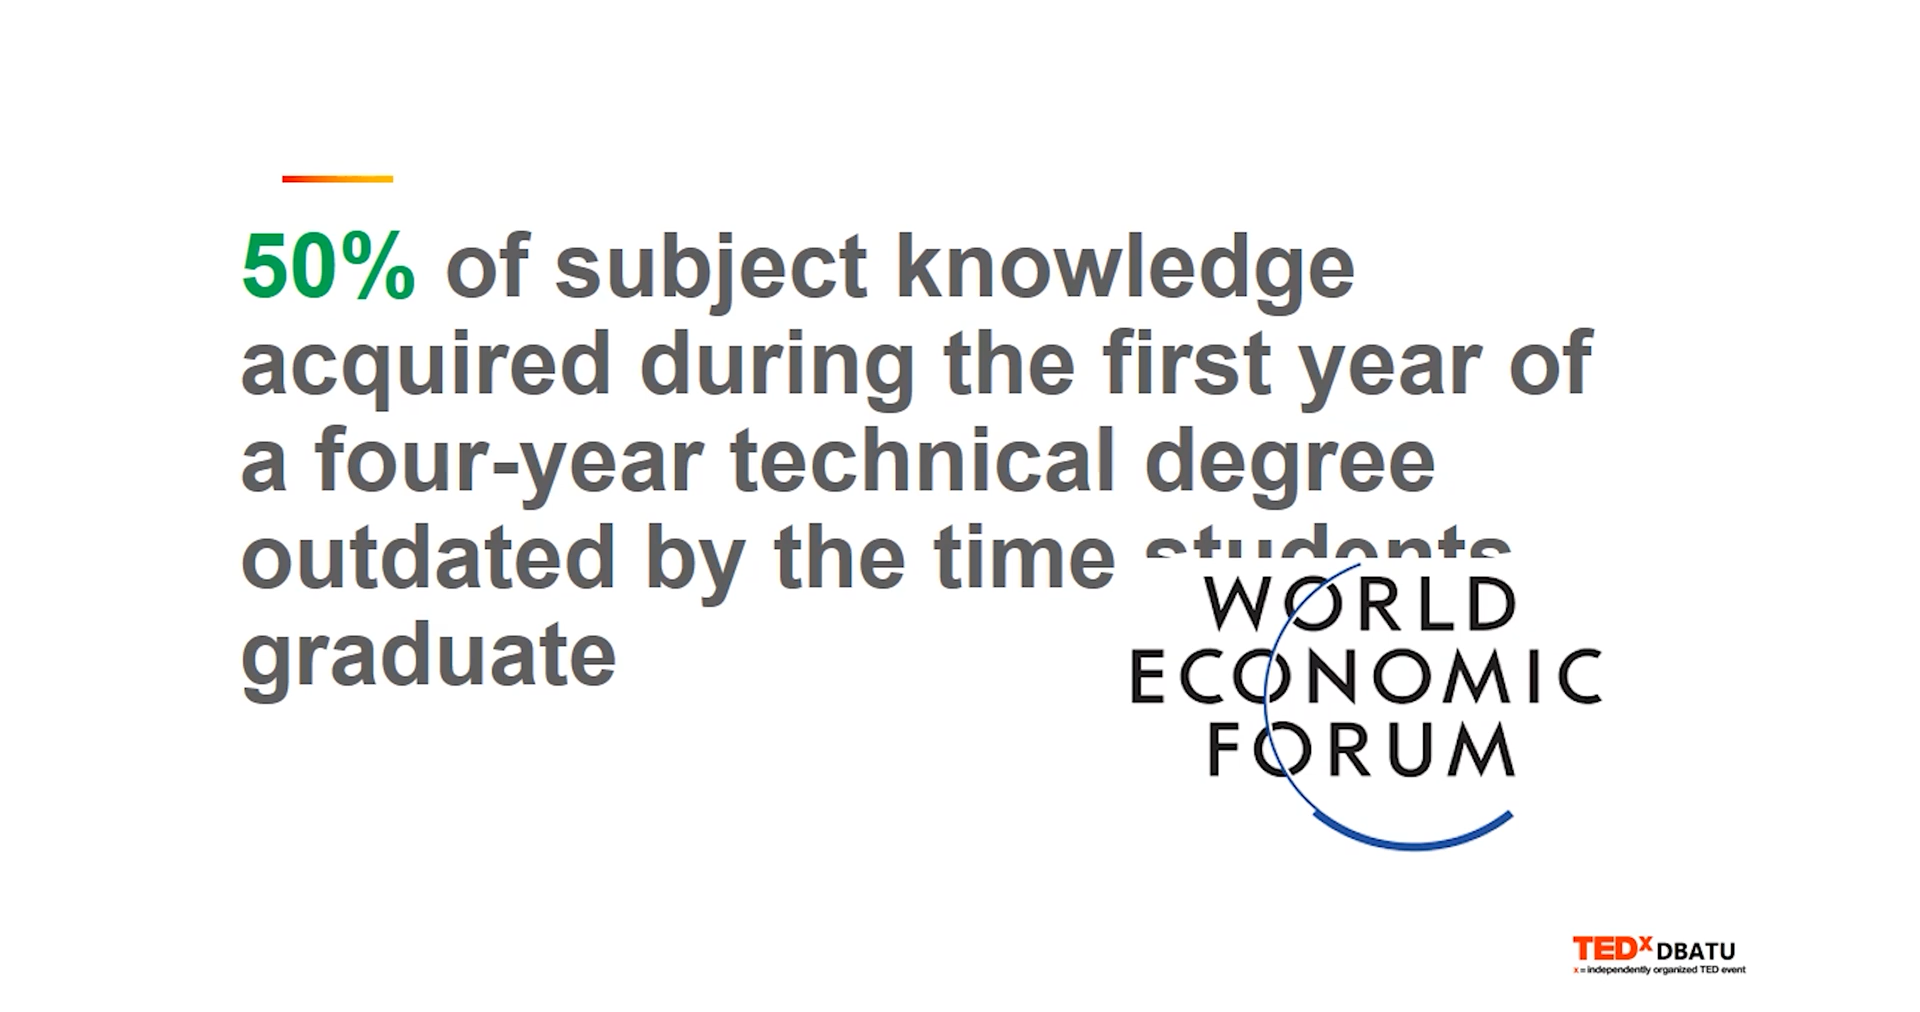 50% of subject knowledge
acquired during the first year of
a four-year technical degree
outdated by the time students
graduate
WORLD
ECONOMIC
FORUM
TEDx DBATU
x = independently organized TED event